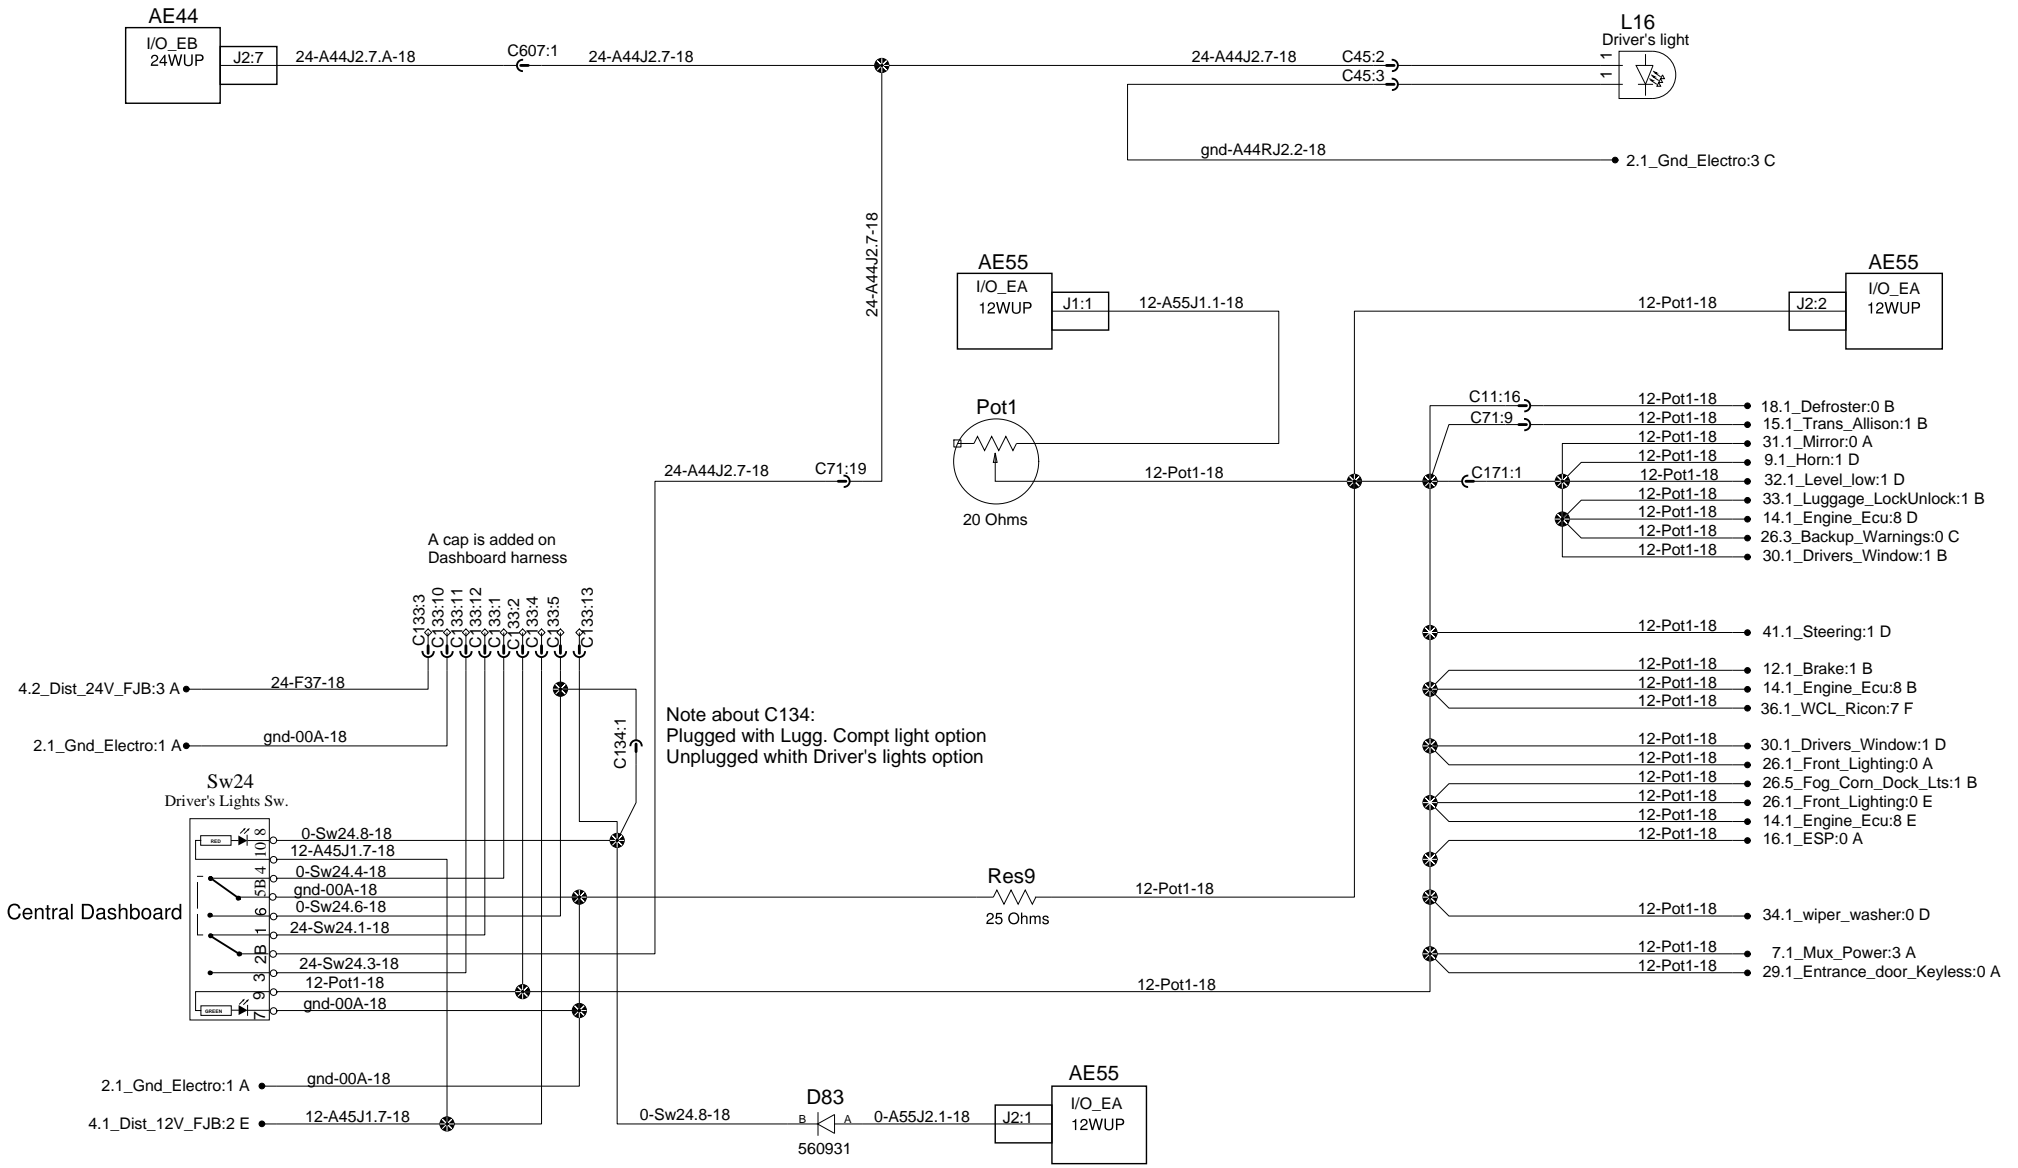 AE44
I/O_EB
24WUP
J2:7
24-A44J2.7.A-18
C607:1
24-A44J2.7-18
24-A44J2.7-18
C45:2
C45:3
L16
Driver's light
1
1
gnd-A44RJ2.2-18
2.1_Gnd_Electro:3 C
24-A44J2.7-18
AE55
I/O_EA
12WUP
J1:1
12-A55J1.1-18
12-Pot1-18
J2:2
AE55
I/O_EA
12WUP
Pot1
20 Ohms
12-Pot1-18
24-A44J2.7-18
C71:19
C11:16
C71:9
C171:1
12-Pot1-18 18.1_Defroster:0 B
12-Pot1-18 15.1_Trans_Allison:1 B
12-Pot1-18 31.1_Mirror:0 A
12-Pot1-18 9.1_Horn:1 D
12-Pot1-18 32.1_Level_low:1 D
12-Pot1-18 33.1_Luggage_LockUnlock:1 B
12-Pot1-18 14.1_Engine_Ecu:8 D
12-Pot1-18 26.3_Backup_Warnings:0 C
12-Pot1-18 30.1_Drivers_Window:1 B
12-Pot1-18 41.1_Steering:1 D
12-Pot1-18 12.1_Brake:1 B
12-Pot1-18 14.1_Engine_Ecu:8 B
12-Pot1-18 36.1_WCL_Ricon:7 F
12-Pot1-18 30.1_Drivers_Window:1 D
12-Pot1-18 26.1_Front_Lighting:0 A
12-Pot1-18 26.5_Fog_Corn_Dock_Lts:1 B
12-Pot1-18 26.1_Front_Lighting:0 E
12-Pot1-18 14.1_Engine_Ecu:8 E
12-Pot1-18 16.1_ESP:0 A
12-Pot1-18 34.1_wiper_washer:0 D
12-Pot1-18 7.1_Mux_Power:3 A
12-Pot1-18 29.1_Entrance_door_Keyless:0 A
A cap is added on
Dashboard harness
C133:3
C133:10
C133:11
C133:12
C133:1
C133:2
C133:4
C133:5
C133:13
4.2_Dist_24V_FJB:3 A
24-F37-18
2.1_Gnd_Electro:1 A
gnd-00A-18
C134:1
Note about C134:
Plugged with Lugg. Compt light option
Unplugged whith Driver's lights option
Sw24
Driver's Lights Sw.
Central Dashboard
RED
GREEN
8 0-Sw24.8-18
10 12-A45J1.7-18
4 0-Sw24.4-18
5B gnd-00A-18
6 0-Sw24.6-18
1 24-Sw24.1-18
2B
3 24-Sw24.3-18
9 12-Pot1-18
7 gnd-00A-18
Res9
25 Ohms
12-Pot1-18
12-Pot1-18
2.1_Gnd_Electro:1 A
gnd-00A-18
4.1_Dist_12V_FJB:2 E
12-A45J1.7-18
0-Sw24.8-18
D83
B
A
560931
0-A55J2.1-18
J2:1
AE55
I/O_EA
12WUP